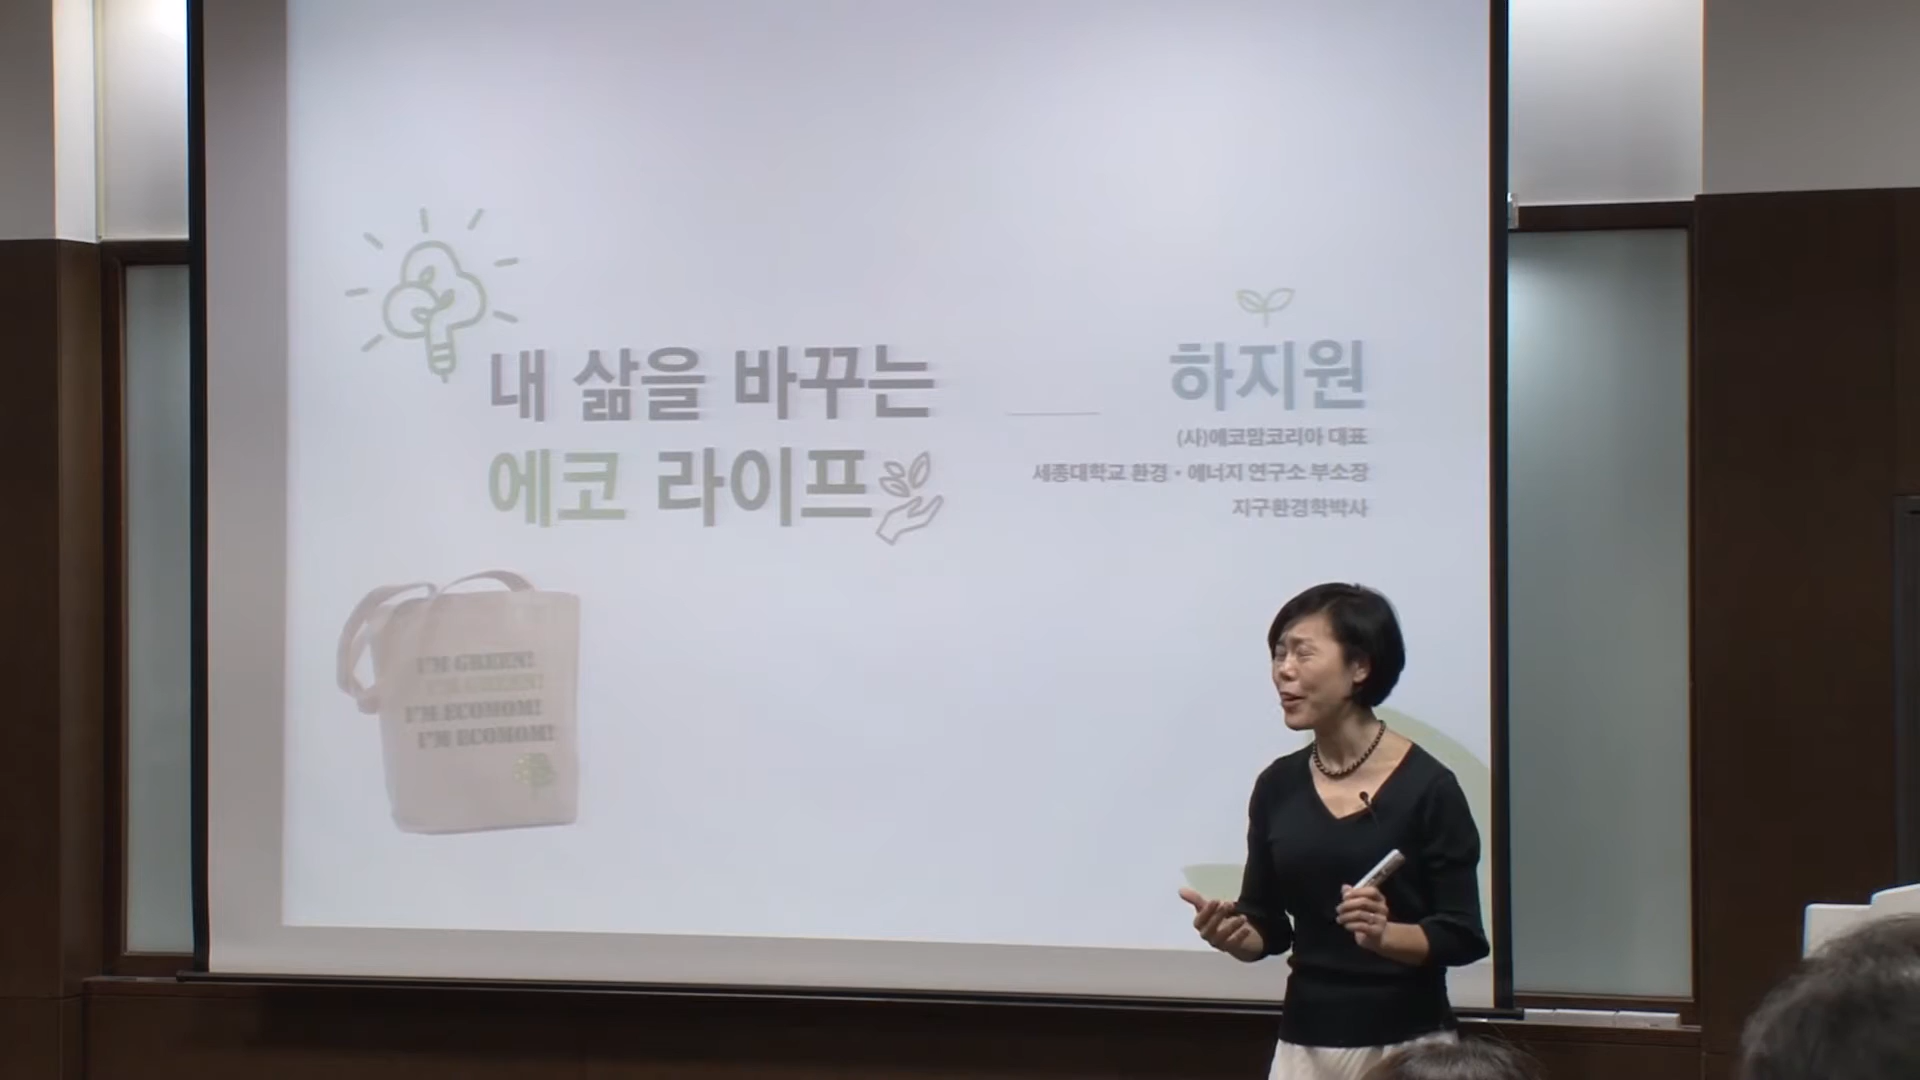 내 삶을 바꾸는
에코 라이프
하지원
(사)에코맘코리아 대표
세종대학교 환경・에너지 연구소 부소장
지구환경학박사
I'M GREEN!
I'M GREEN!
I'M ECOMOM!
I'M ECOMOM!